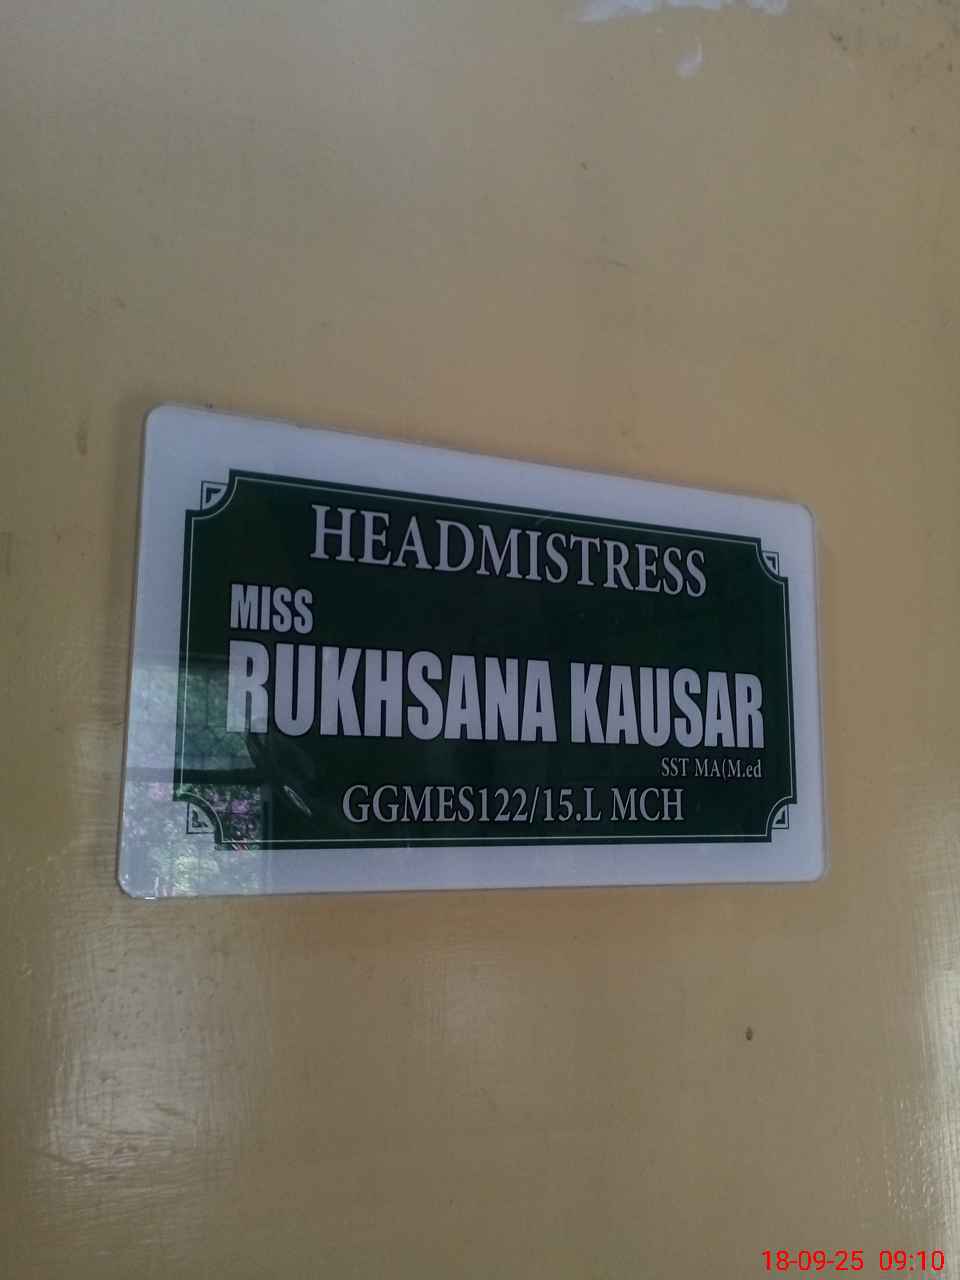 HEADMISTRESS
MISS
RUKHSANA KAUSAR
SST MA(M.ed
GGMES122/15.L MCH
18-09-25 09:10